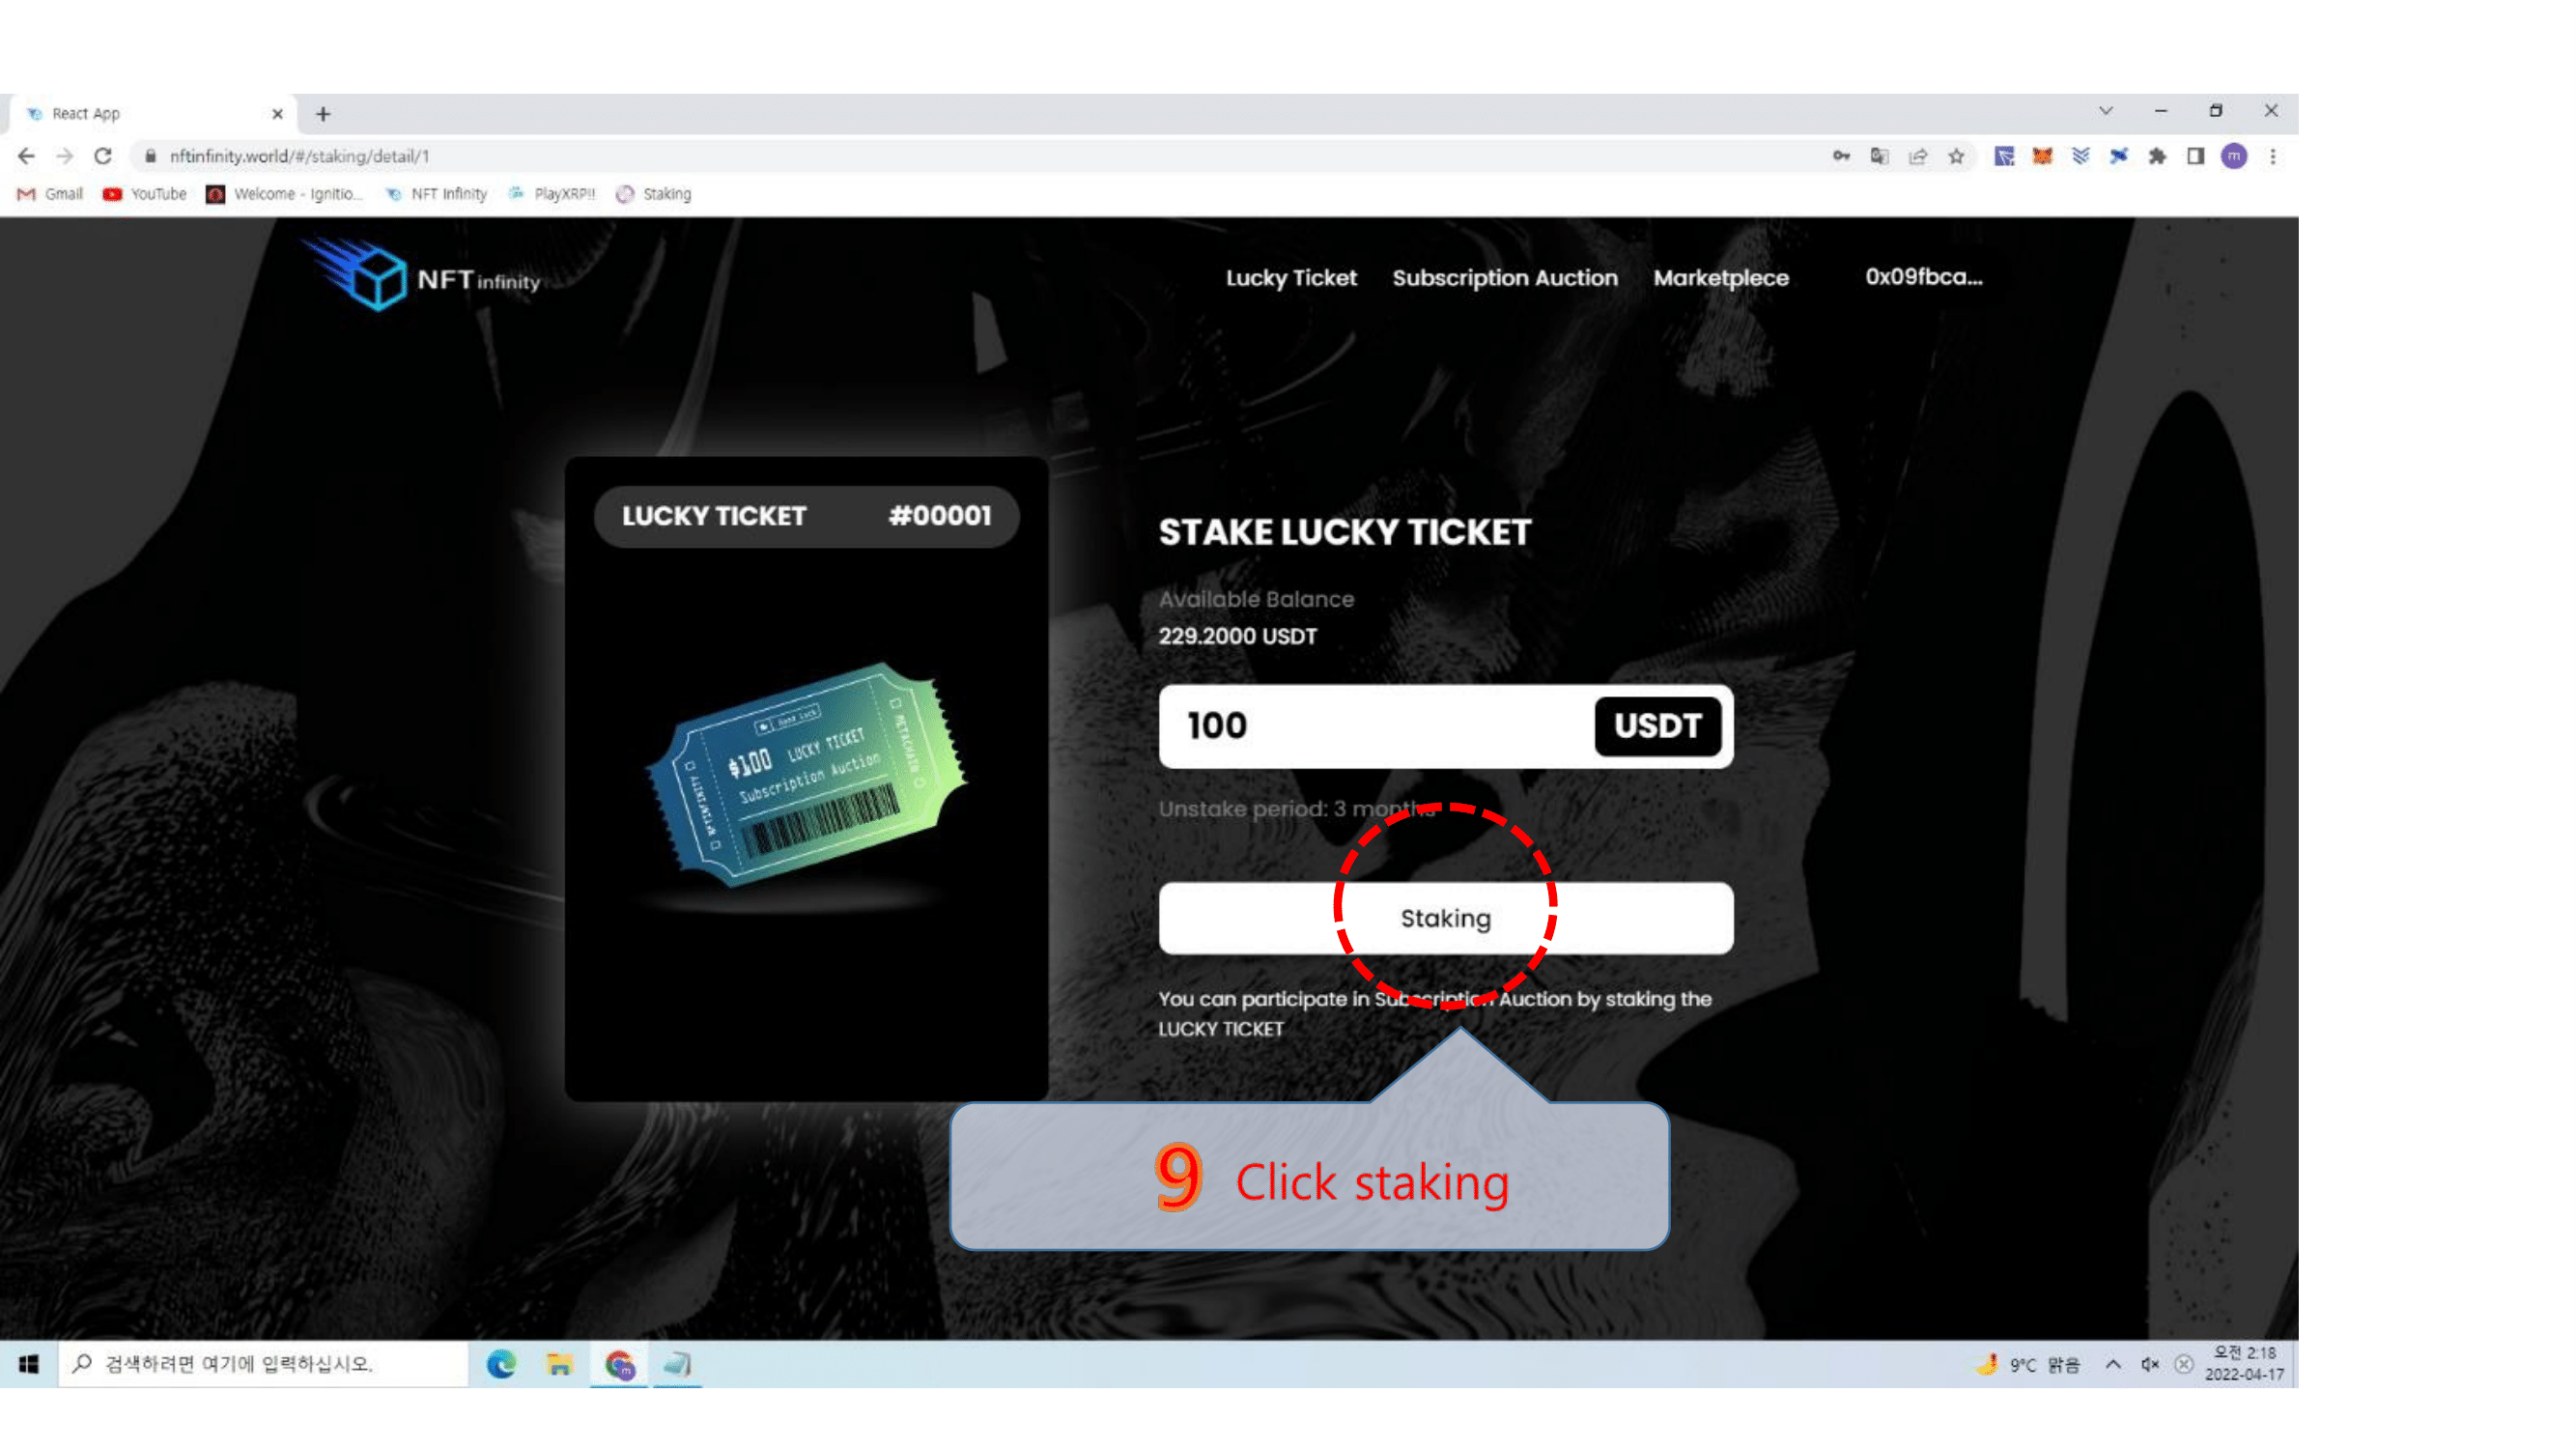 React App
nftinfinity.world/#/staking/detail/1
Gmail YouTube Welcome - Ignitio... NFT Infinity PlayXRP!! Staking
m
NFT infinity
Lucky Ticket Subscription Auction Marketplece 0x09fbca...
LUCKY TICKET #00001
Good Luck
$100 LUCKY TICKET
Subscription Auction
NFTINFINITY
METACHAIN
STAKE LUCKY TICKET
Available Balance
229.2000 USDT
100 USDT
Unstake period: 3 months
Staking
You can participate in Subscription Auction by staking the
LUCKY TICKET
9 Click staking
검색하려면 여기에 입력하십시오.
9°C 맑음
오전 2:18
2022-04-17